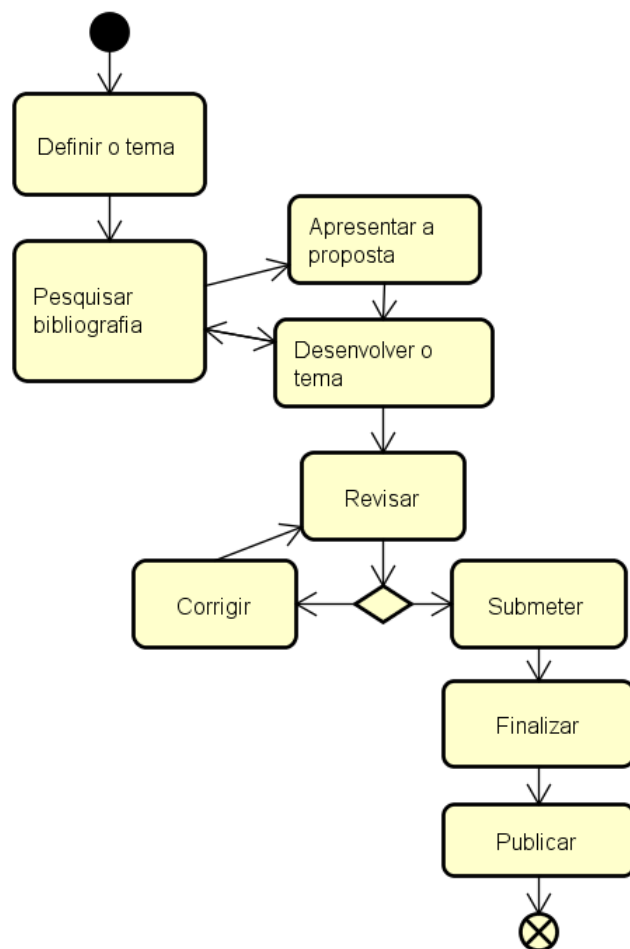 Definir o tema
Apresentar a
proposta
Pesquisar
bibliografia
Desenvolver o
tema
Revisar
Corrigir
Submeter
Finalizar
Publicar